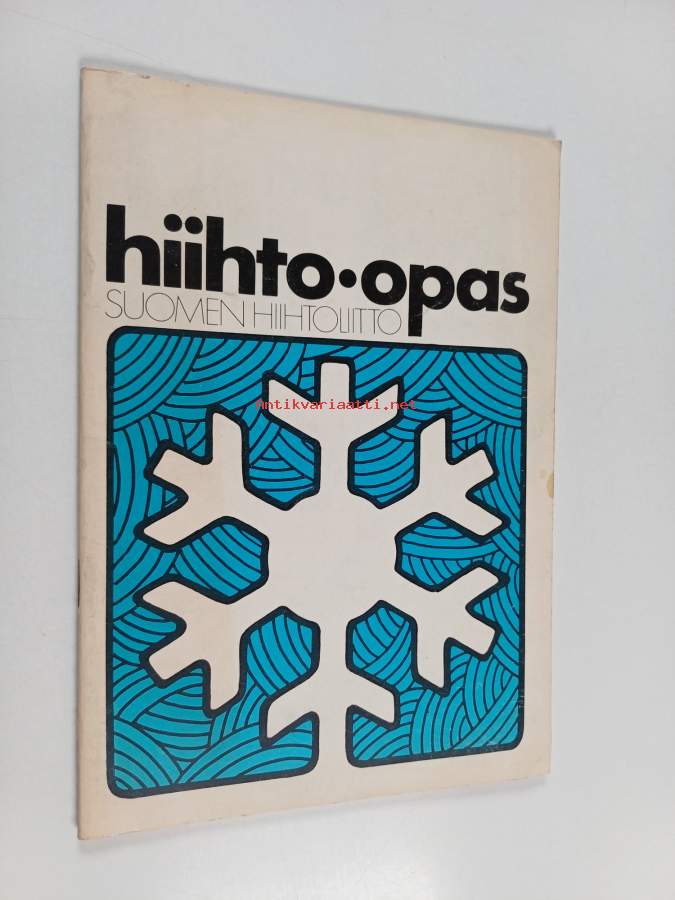 hiihto·opas
SUOMEN HIIHTOLIITTO
Antikvariaatti.net